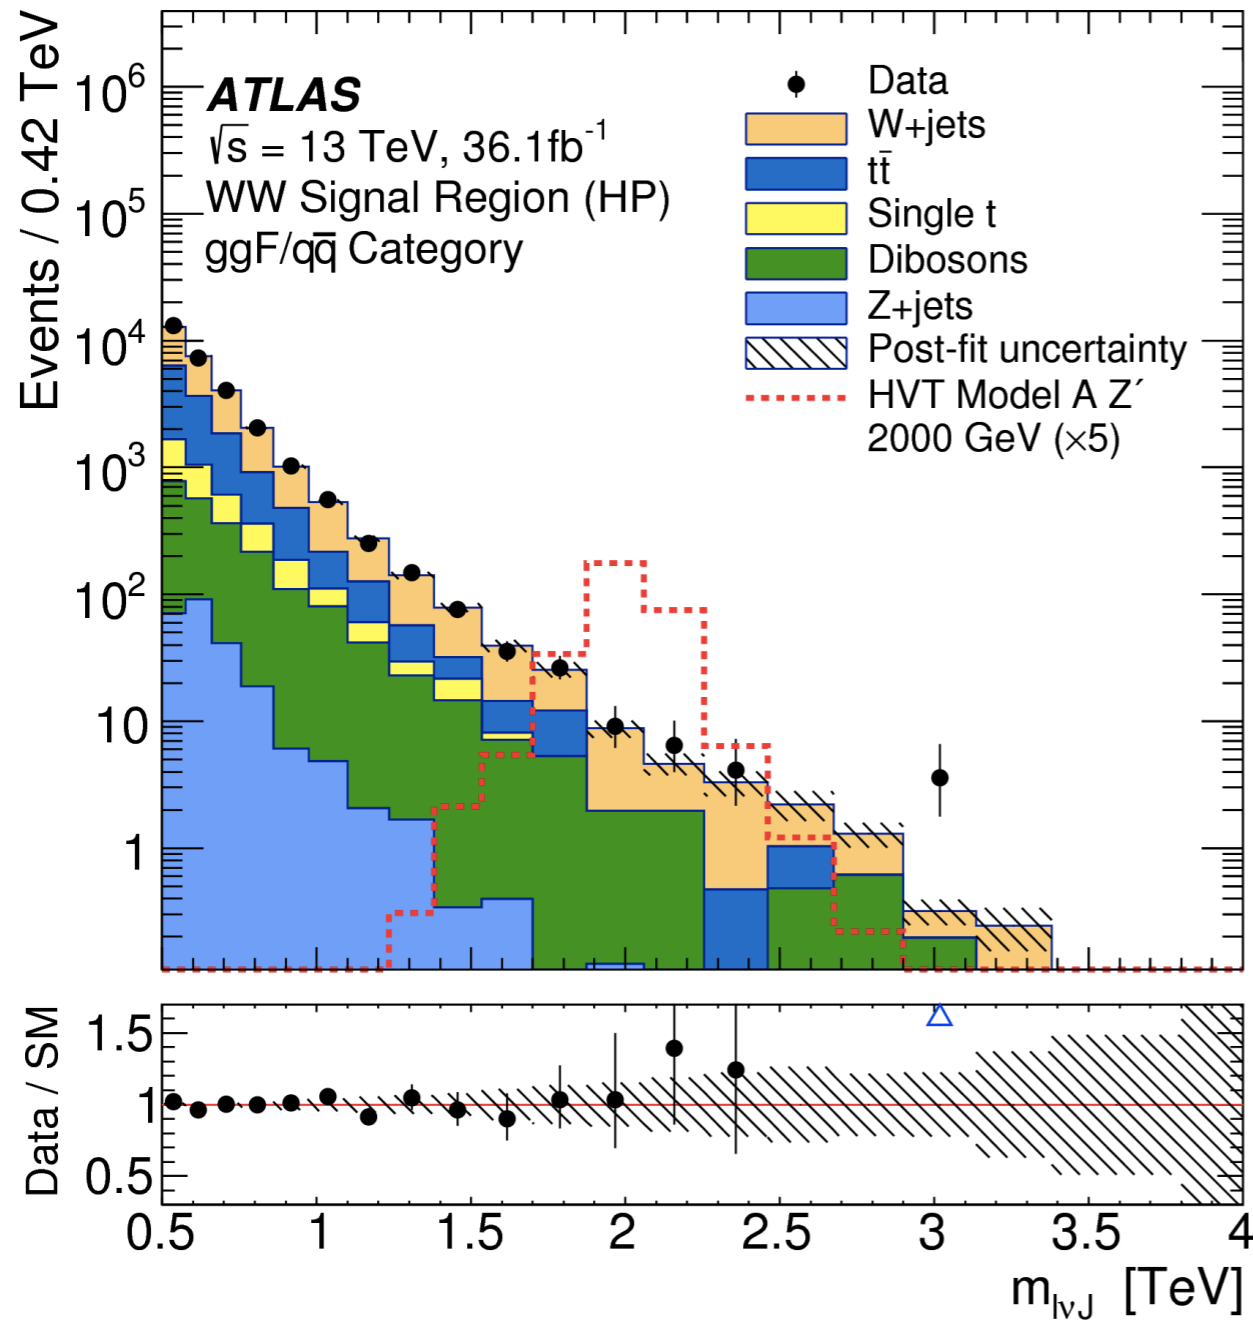 Events / 0.42 TeV
10⁶
10⁵
10⁴
10³
10²
10
1
ATLAS
√s = 13 TeV, 36.1fb⁻¹
WW Signal Region (HP)
ggF/qq̅ Category
Data
W+jets
tt̄
Single t
Dibosons
Z+jets
Post-fit uncertainty
HVT Model A Z′
2000 GeV (×5)
Data / SM
1.5
1
0.5
0.5 1 1.5 2 2.5 3 3.5 4
m_lνJ [TeV]